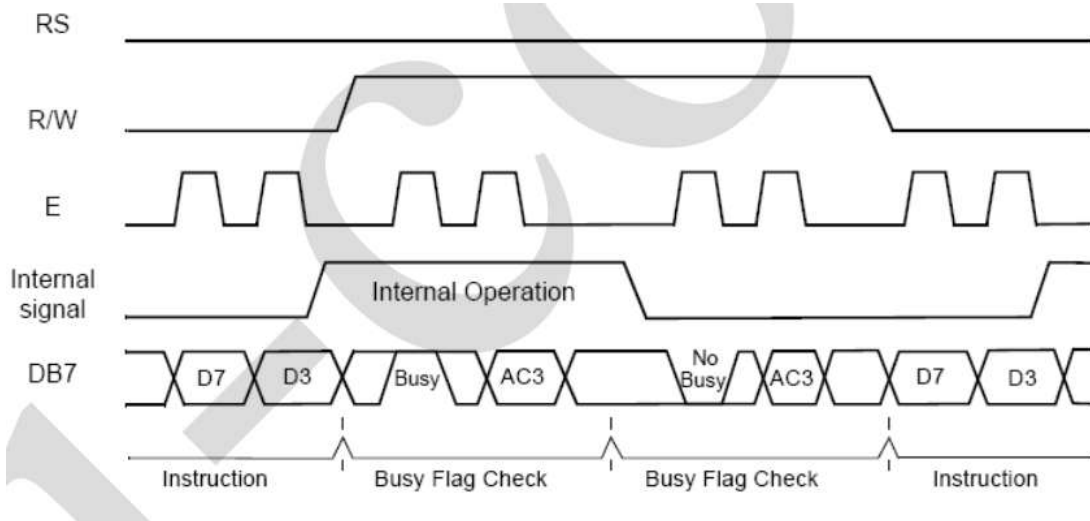 RS
R/W
E
Internal
signal
Internal Operation
DB7
D7
D3
Busy
AC3
No
Busy
AC3
D7
D3
Instruction
Busy Flag Check
Busy Flag Check
Instruction